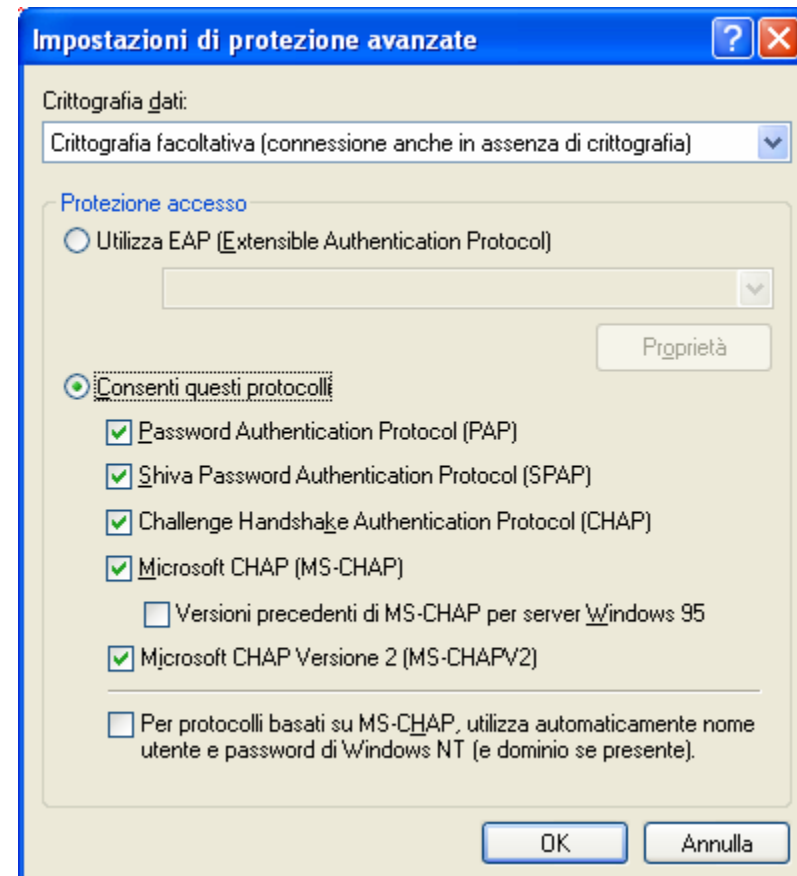 Impostazioni di protezione avanzate
Crittografia dati:
Crittografia facoltativa (connessione anche in assenza di crittografia)
Protezione accesso
Utilizza EAP (Extensible Authentication Protocol)
Proprietà
Consenti questi protocolli
Password Authentication Protocol (PAP)
Shiva Password Authentication Protocol (SPAP)
Challenge Handshake Authentication Protocol (CHAP)
Microsoft CHAP (MS-CHAP)
Versioni precedenti di MS-CHAP per server Windows 95
Microsoft CHAP Versione 2 (MS-CHAPV2)
Per protocolli basati su MS-CHAP, utilizza automaticamente nome
utente e password di Windows NT (e dominio se presente).
OK Annulla